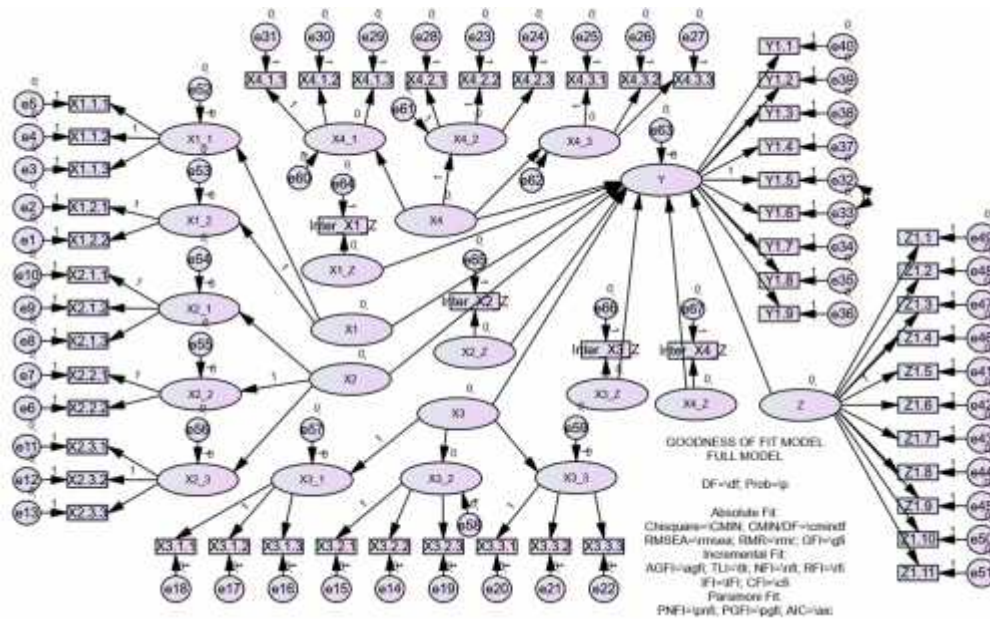 e31 e30 e29 e28 e23 e24 e25 e26 e27
X4.1.1 X4.1.2 X4.1.3 X4.2.1 X4.2.2 X4.2.3 X4.3.1 X4.3.2 X4.3.3
e60 X4_1 e61 X4_2 e62 X4_3
X4
e5 X1.1.1
e4 X1.1.2
e3 X1.1.3
e52 X1_1
e2 X1.2.1
e1 X1.2.2
e53 X1_2
e10 X2.1.1
e9 X2.1.2
e8 X2.1.3
e54 X2_1
e7 X2.2.1
e6 X2.2.2
e55 X2_2
e11 X2.3.1
e12 X2.3.2
e13 X2.3.3
e56 X2_3
X1
X2
X3
e64
Inter_X1_Z
X1_Z
e65
Inter_X2_Z
X2_Z
e66
Inter_X3_Z
X3_Z
e67
Inter_X4_Z
X4_Z
e63
Y
Y1.1 e40
Y1.2 e39
Y1.3 e38
Y1.4 e37
Y1.5 e32
Y1.6 e33
Y1.7 e34
Y1.8 e35
Y1.9 e36
Z
Z1.1
Z1.2 e48
Z1.3 e47
Z1.4 e46
Z1.5 e41
Z1.6 e42
Z1.7 e43
Z1.8 e44
Z1.9 e45
Z1.10 e50
Z1.11 e51
e57 X3_1
X3_2 e58
e59 X3_3
X3.1.1 X3.1.2 X3.1.3 X3.2.1 X3.2.2 X3.2.3 X3.3.1 X3.3.2 X3.3.3
e18 e17 e16 e15 e14 e19 e20 e21 e22
GOODNESS OF FIT MODEL
FULL MODEL
DF=\df; Prob=\p
Absolute Fit:
Chisquare=\CMIN; CMIN/DF=\cmindf
RMSEA=\rmsea; RMR=\rmr; GFI=\gfi
Incremental Fit:
AGFI=\agfi; TLI=\tli; NFI=\nfi; RFI=\rfi
IFI=\IFI; CFI=\cfi
Parsimore Fit:
PNFI=\pnfi; PGFI=\pgfi; AIC=\aic